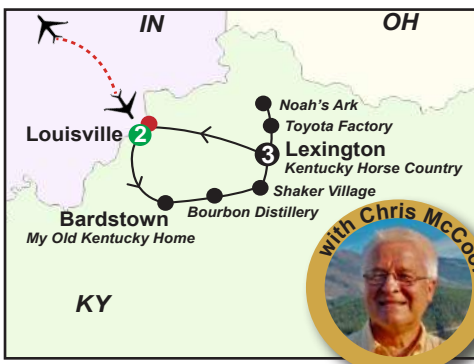 IN
OH
Noah's Ark
Toyota Factory
Louisville
2
3
Lexington
Kentucky Horse Country
Shaker Village
Bardstown
Bourbon Distillery
My Old Kentucky Home
KY
with Chris